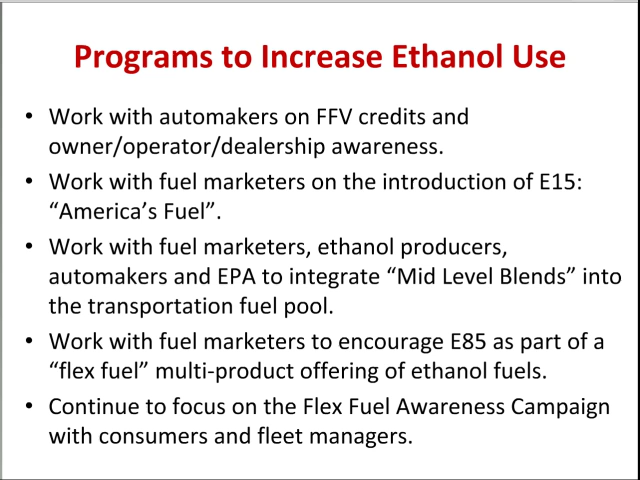 Programs to Increase Ethanol Use
• Work with automakers on FFV credits and
owner/operator/dealership awareness.
• Work with fuel marketers on the introduction of E15:
“America’s Fuel”.
• Work with fuel marketers, ethanol producers,
automakers and EPA to integrate “Mid Level Blends” into
the transportation fuel pool.
• Work with fuel marketers to encourage E85 as part of a
“flex fuel” multi-product offering of ethanol fuels.
• Continue to focus on the Flex Fuel Awareness Campaign
with consumers and fleet managers.